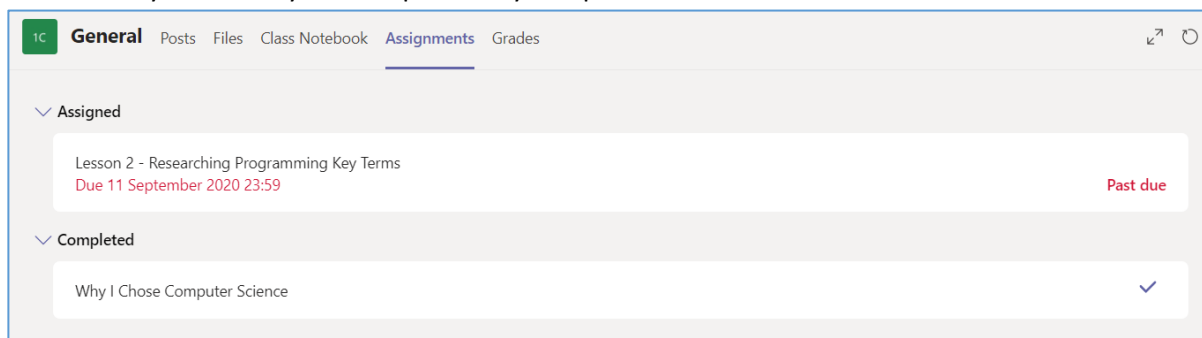 1C General Posts Files Class Notebook Assignments Grades
Assigned
Lesson 2 - Researching Programming Key Terms
Due 11 September 2020 23:59 Past due
Completed
Why I Chose Computer Science